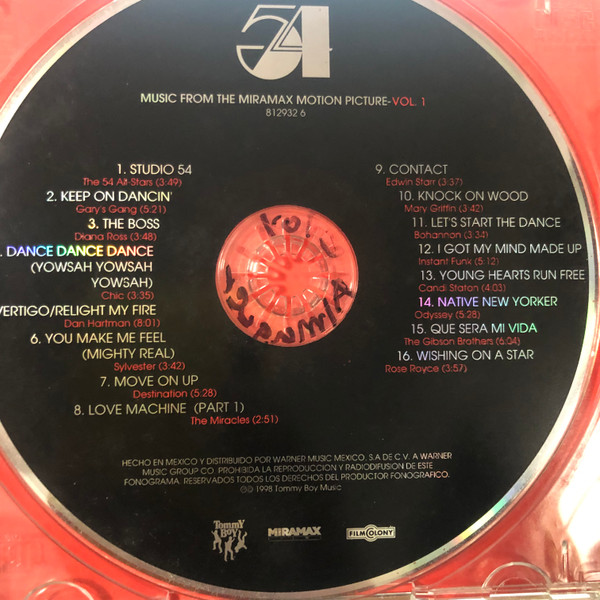 54
MUSIC FROM THE MIRAMAX MOTION PICTURE-VOL. 1
812932 6
1. STUDIO 54
The 54 All-Stars (3:49)
2. KEEP ON DANCIN'
Gary's Gang (5:21)
3. THE BOSS
Diana Ross (3:48)
. DANCE DANCE DANCE
(YOWSAH YOWSAH
YOWSAH)
Chic (3:35)
VERTIGO/RELIGHT MY FIRE
Dan Hartman (8:01)
6. YOU MAKE ME FEEL
(MIGHTY REAL)
Sylvester (3:42)
7. MOVE ON UP
Destination (5:28)
8. LOVE MACHINE (PART 1)
The Miracles (2:51)
9. CONTACT
Edwin Starr (3:37)
10. KNOCK ON WOOD
Mary Griffin (3:42)
11. LET'S START THE DANCE
Bohannon (3:34)
12. I GOT MY MIND MADE UP
Instant Funk (5:12)
13. YOUNG HEARTS RUN FREE
Candi Staton (4:03)
14. NATIVE NEW YORKER
Odyssey (5:28)
15. QUE SERA MI VIDA
The Gibson Brothers (6:04)
16. WISHING ON A STAR
Rose Royce (3:57)
HECHO EN MEXICO Y DISTRIBUIDO POR WARNER MUSIC MEXICO, S.A DE C.V. A WARNER
MUSIC GROUP CO. PROHIBIDA LA REPRODUCCION Y RADIODIFUSION DE ESTE
FONOGRAMA. RESERVADOS TODOS LOS DERECHOS DEL PRODUCTOR FONOGRAFICO.
℗© 1998 Tommy Boy Music
Tommy
Boy
MIRAMAX
FILMCOLONY